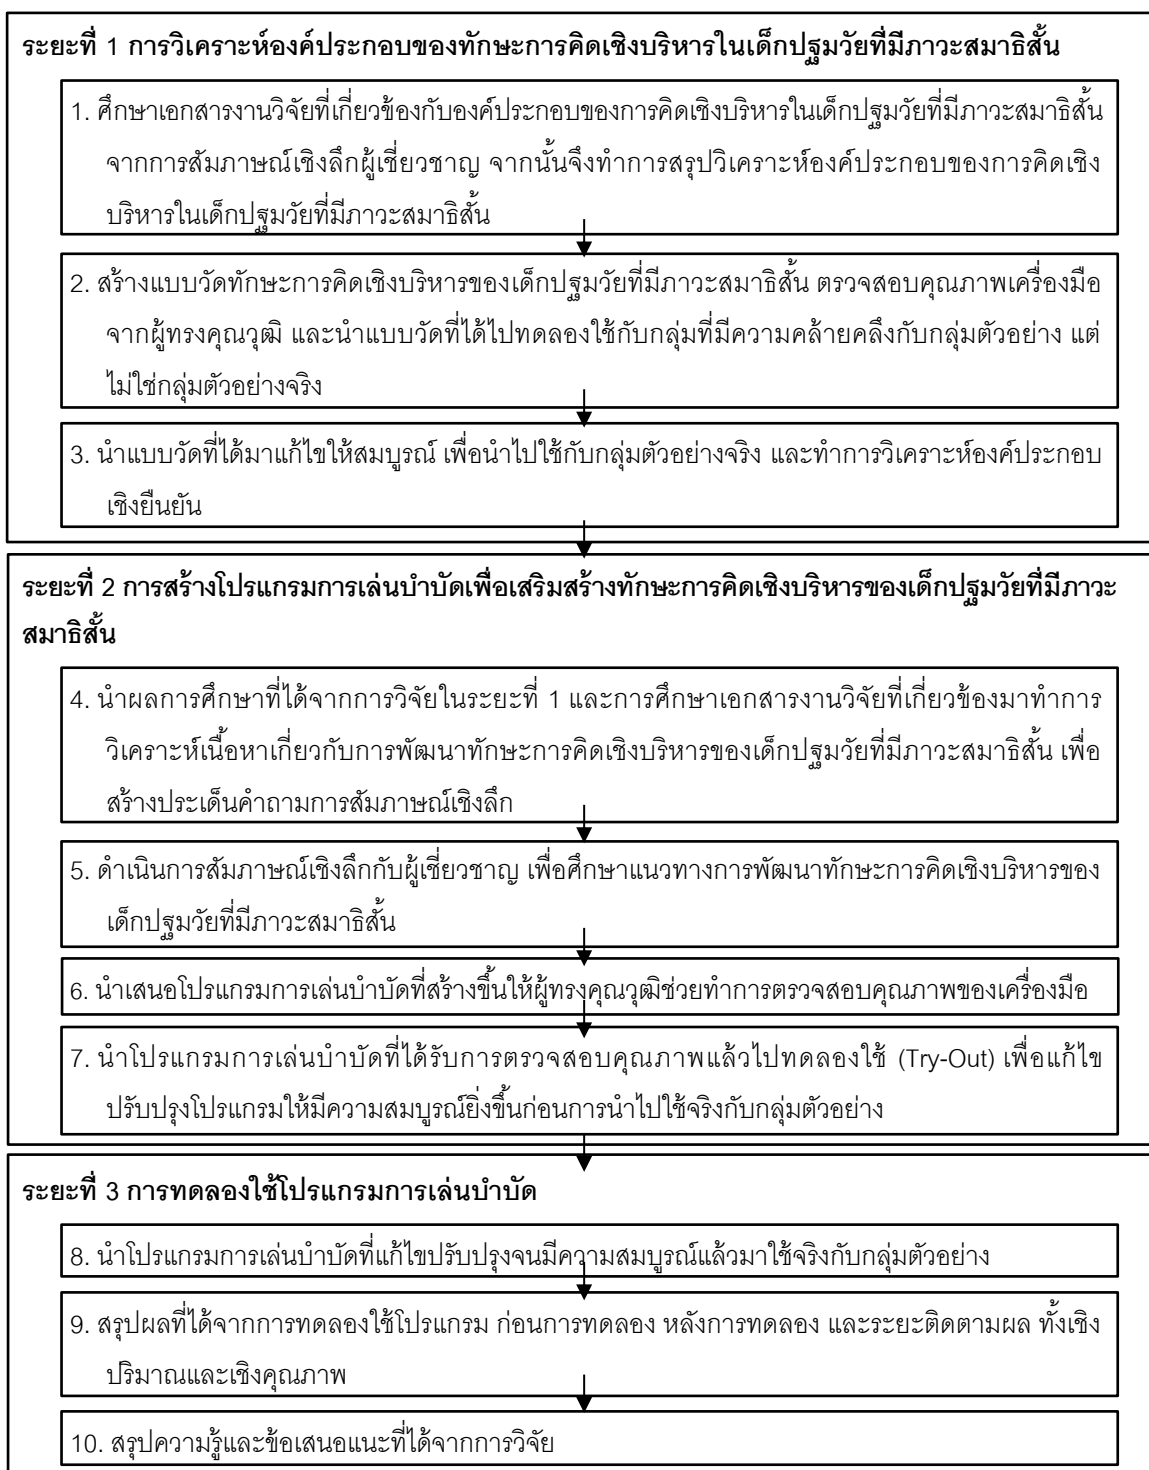 ระยะที่ 1 การวิเคราะห์องค์ประกอบของทักษะการคิดเชิงบริหารในเด็กปฐมวัยที่มีภาวะสมาธิสั้น
1. ศึกษาเอกสารงานวิจัยที่เกี่ยวข้องกับองค์ประกอบของการคิดเชิงบริหารในเด็กปฐมวัยที่มีภาวะสมาธิสั้น
จากการสัมภาษณ์เชิงลึกผู้เชี่ยวชาญ จากนั้นจึงทำการสรุปวิเคราะห์องค์ประกอบของการคิดเชิง
บริหารในเด็กปฐมวัยที่มีภาวะสมาธิสั้น
2. สร้างแบบวัดทักษะการคิดเชิงบริหารของเด็กปฐมวัยที่มีภาวะสมาธิสั้น ตรวจสอบคุณภาพเครื่องมือ
จากผู้ทรงคุณวุฒิ และนำแบบวัดที่ได้ไปทดลองใช้กับกลุ่มที่มีความคล้ายคลึงกับกลุ่มตัวอย่าง แต่
ไม่ใช่กลุ่มตัวอย่างจริง
3. นำแบบวัดที่ได้มาแก้ไขให้สมบูรณ์ เพื่อนำไปใช้กับกลุ่มตัวอย่างจริง และทำการวิเคราะห์องค์ประกอบ
เชิงยืนยัน
ระยะที่ 2 การสร้างโปรแกรมการเล่นบำบัดเพื่อเสริมสร้างทักษะการคิดเชิงบริหารของเด็กปฐมวัยที่มีภาวะ
สมาธิสั้น
4. นำผลการศึกษาที่ได้จากการวิจัยในระยะที่ 1 และการศึกษาเอกสารงานวิจัยที่เกี่ยวข้องมาทำการ
วิเคราะห์เนื้อหาเกี่ยวกับการพัฒนาทักษะการคิดเชิงบริหารของเด็กปฐมวัยที่มีภาวะสมาธิสั้น เพื่อ
สร้างประเด็นคำถามการสัมภาษณ์เชิงลึก
5. ดำเนินการสัมภาษณ์เชิงลึกกับผู้เชี่ยวชาญ เพื่อศึกษาแนวทางการพัฒนาทักษะการคิดเชิงบริหารของ
เด็กปฐมวัยที่มีภาวะสมาธิสั้น
6. นำเสนอโปรแกรมการเล่นบำบัดที่สร้างขึ้นให้ผู้ทรงคุณวุฒิช่วยทำการตรวจสอบคุณภาพของเครื่องมือ
7. นำโปรแกรมการเล่นบำบัดที่ได้รับการตรวจสอบคุณภาพแล้วไปทดลองใช้ (Try-Out) เพื่อแก้ไข
ปรับปรุงโปรแกรมให้มีความสมบูรณ์ยิ่งขึ้นก่อนการนำไปใช้จริงกับกลุ่มตัวอย่าง
ระยะที่ 3 การทดลองใช้โปรแกรมการเล่นบำบัด
8. นำโปรแกรมการเล่นบำบัดที่แก้ไขปรับปรุงจนมีความสมบูรณ์แล้วมาใช้จริงกับกลุ่มตัวอย่าง
9. สรุปผลที่ได้จากการทดลองใช้โปรแกรม ก่อนการทดลอง หลังการทดลอง และระยะติดตามผล ทั้งเชิง
ปริมาณและเชิงคุณภาพ
10. สรุปความรู้และข้อเสนอแนะที่ได้จากการวิจัย